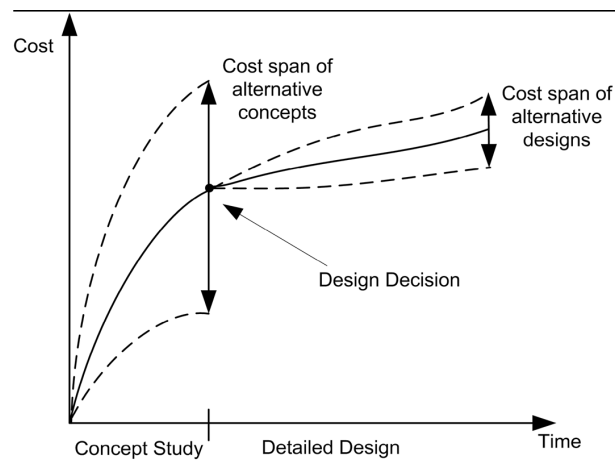 Cost
Cost span of
alternative
concepts
Cost span of
alternative
designs
Design Decision
Time
Concept Study
Detailed Design